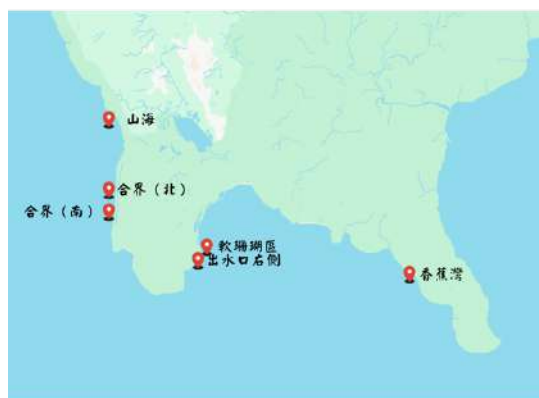 山海
合界（北）
合界（南）
軟珊瑚區
出水口右側
香蕉灣